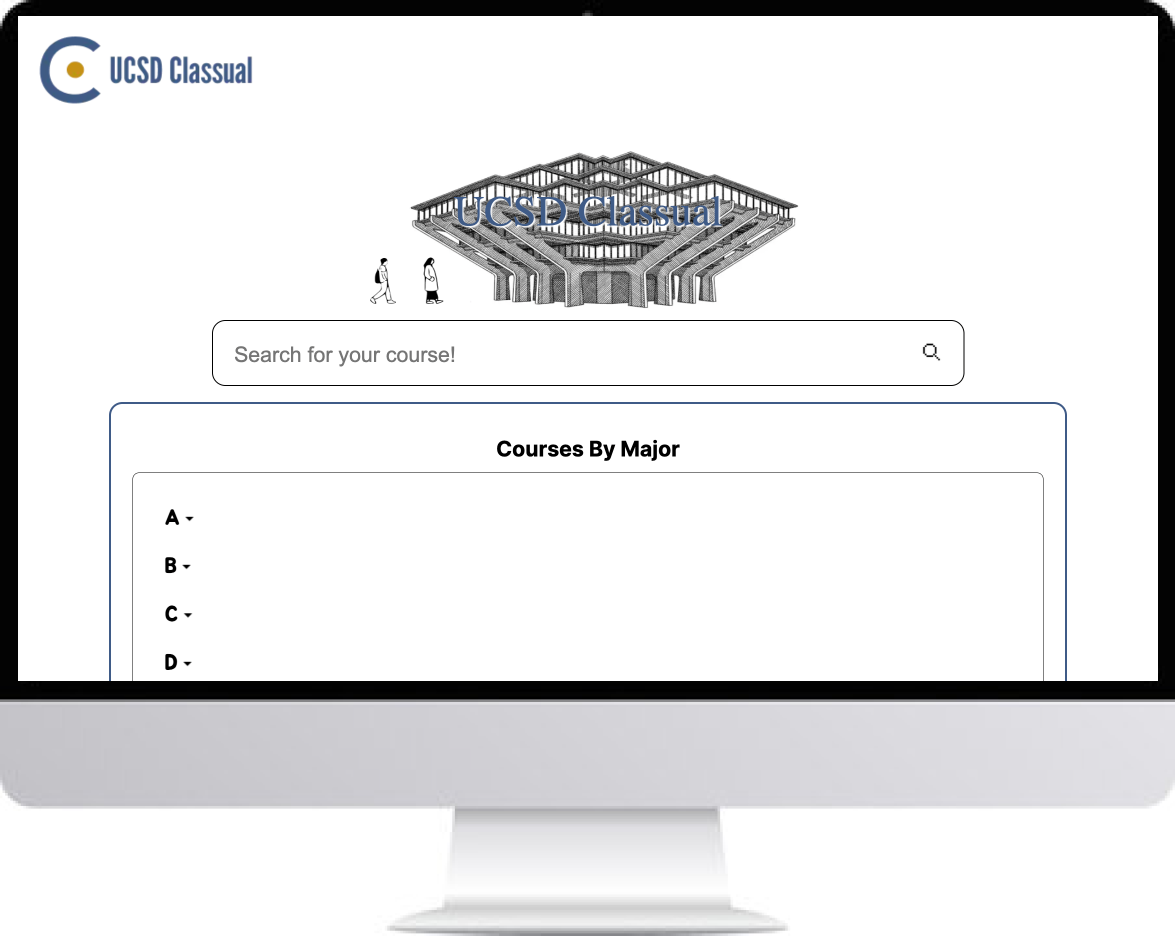 UCSD Classual
UCSD Classual
Search for your course!
Courses By Major
A
B
C
D